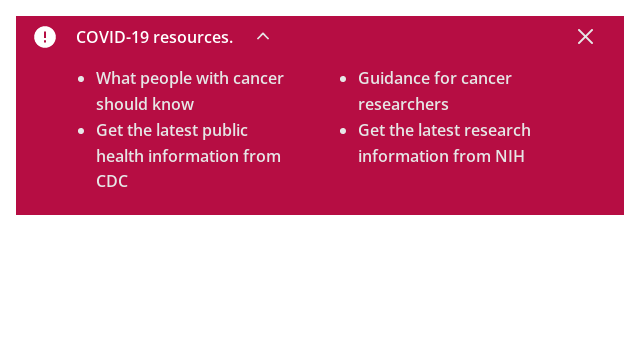 COVID-19 resources.
What people with cancer
should know
Get the latest public
health information from
CDC
Guidance for cancer
researchers
Get the latest research
information from NIH